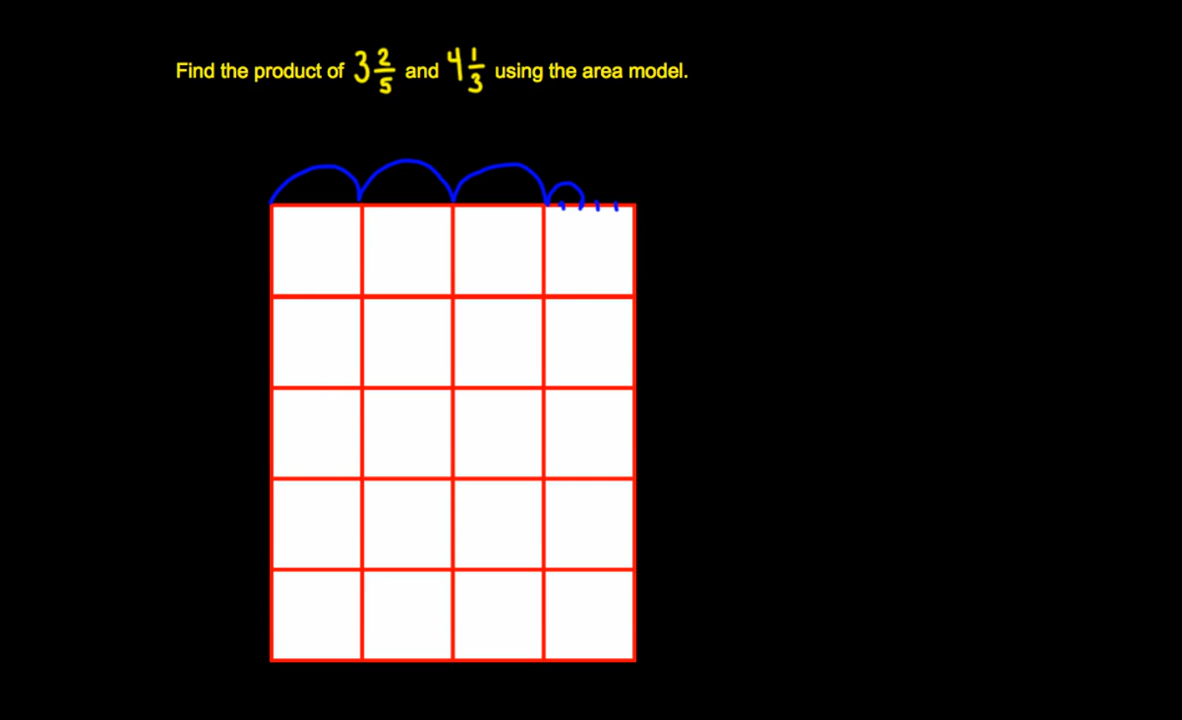 Find the product of 3 2/5 and 4 1/3 using the area model.